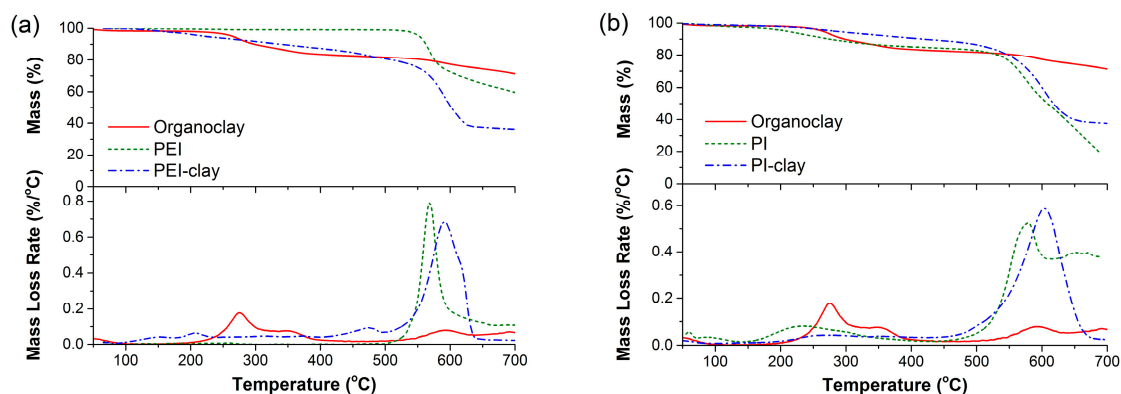 (a)
Mass (%)
100
80
60
40
20
0
Organoclay
PEI
PEI-clay
Mass Loss Rate (%/°C)
0.8
0.6
0.4
0.2
0.0
100 200 300 400 500 600 700
Temperature (°C)
(b)
Mass (%)
100
80
60
40
20
0
Organoclay
PI
PI-clay
Mass Loss Rate (%/°C)
0.6
0.4
0.2
0.0
100 200 300 400 500 600 700
Temperature (°C)